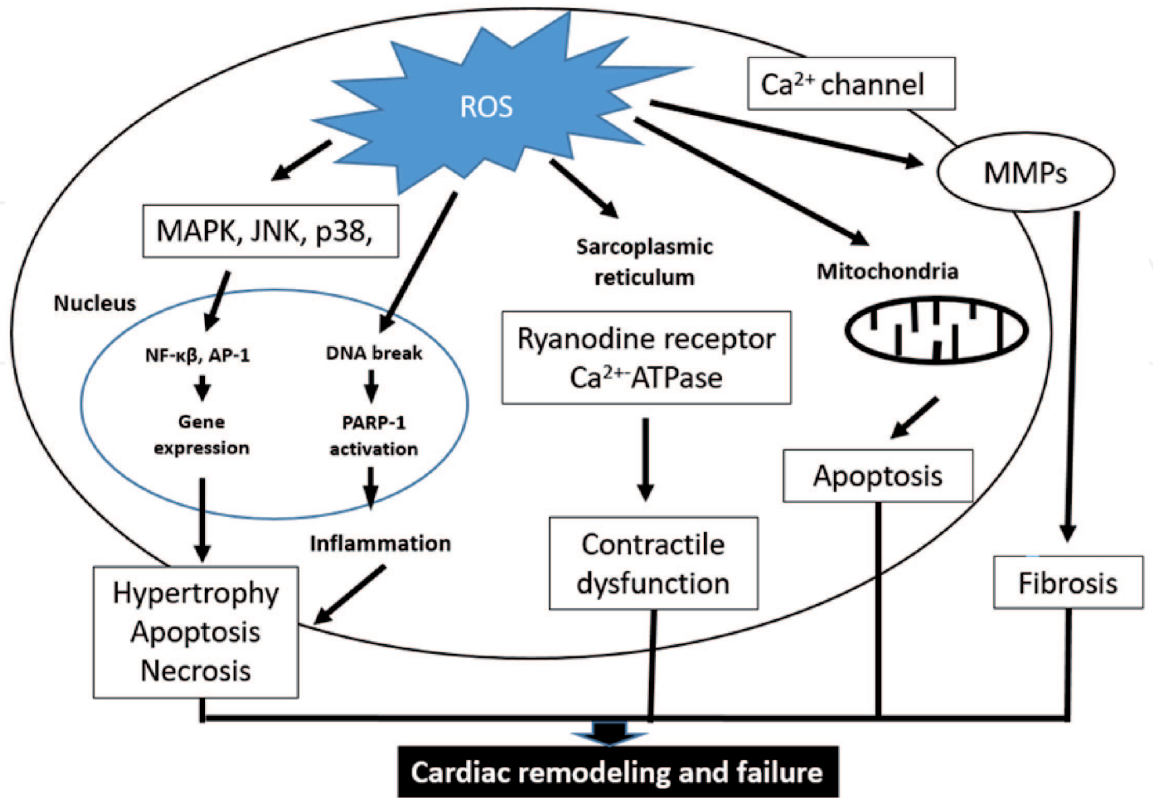 ROS
Ca²⁺ channel
MMPs
MAPK, JNK, p38,
Sarcoplasmic
reticulum
Mitochondria
Nucleus
NF-κβ, AP-1
DNA break
Ryanodine receptor
Ca²⁺-ATPase
Gene
expression
PARP-1
activation
Apoptosis
Inflammation
Contractile
dysfunction
Fibrosis
Hypertrophy
Apoptosis
Necrosis
Cardiac remodeling and failure